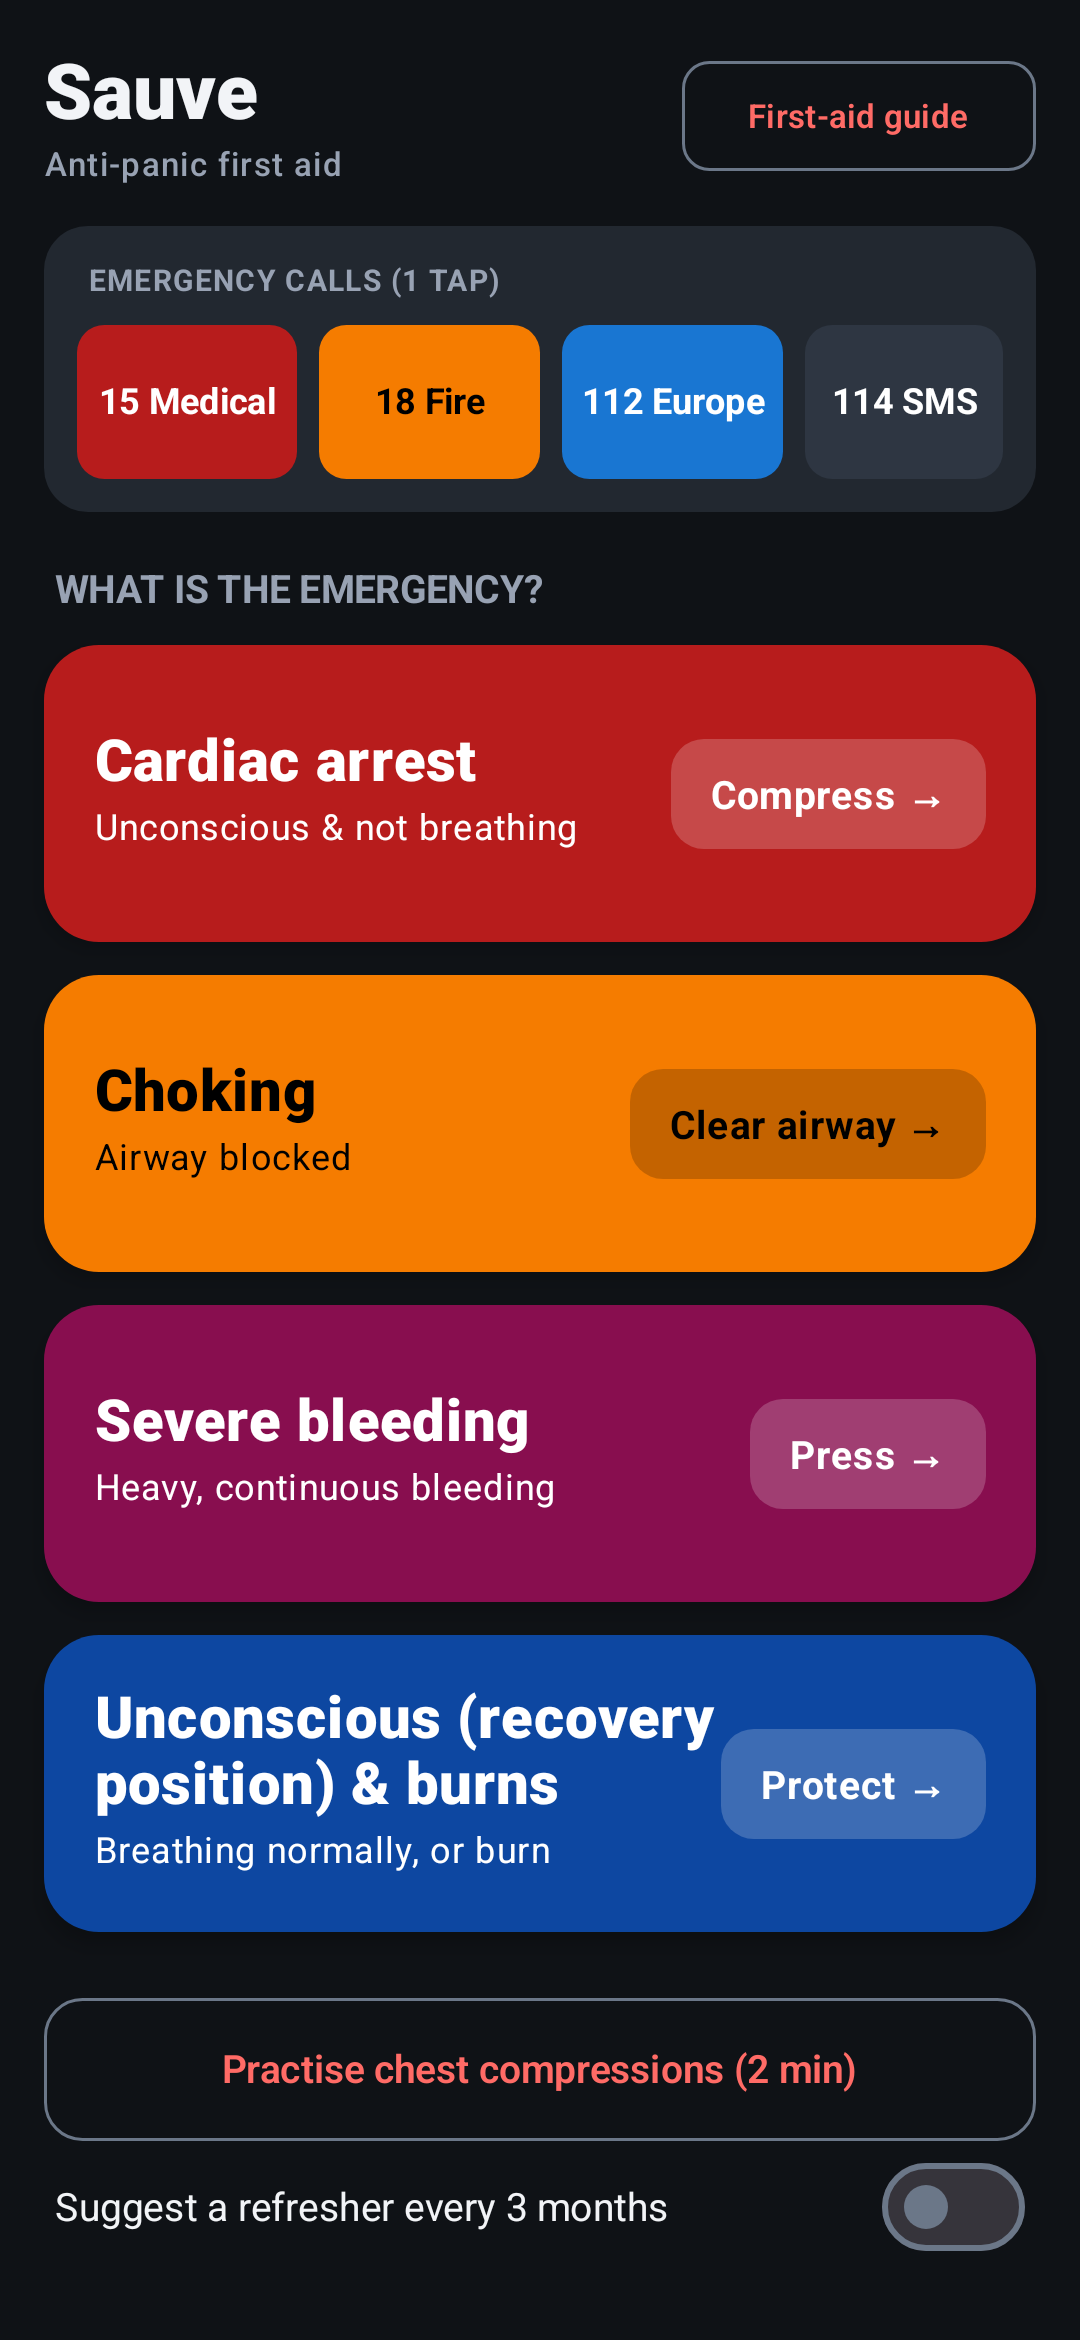 Sauve
Anti-panic first aid
First-aid guide
EMERGENCY CALLS (1 TAP)
15 Medical
18 Fire
112 Europe
114 SMS
WHAT IS THE EMERGENCY?
Cardiac arrest
Unconscious & not breathing
Compress →
Choking
Airway blocked
Clear airway →
Severe bleeding
Heavy, continuous bleeding
Press →
Unconscious (recovery
position) & burns
Breathing normally, or burn
Protect →
Practise chest compressions (2 min)
Suggest a refresher every 3 months